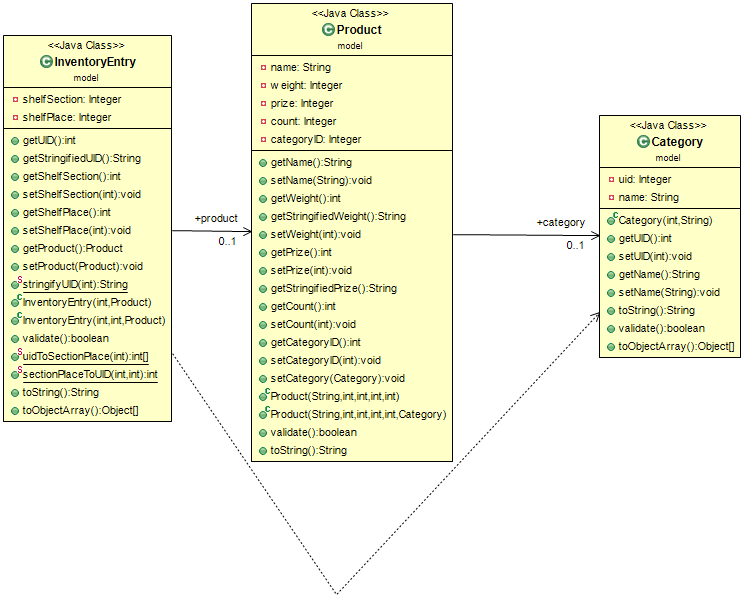 <<Java Class>>
InventoryEntry
model
shelfSection: Integer
shelfPlace: Integer
getUID():int
getStringifiedUID():String
getShelfSection():int
setShelfSection(int):void
getShelfPlace():int
setShelfPlace(int):void
getProduct():Product
setProduct(Product):void
stringifyUID(int):String
InventoryEntry(int,Product)
InventoryEntry(int,int,Product)
validate():boolean
uidToSectionPlace(int):int[]
sectionPlaceToUID(int,int):int
toString():String
toObjectArray():Object[]
+product
0..1
<<Java Class>>
Product
model
name: String
weight: Integer
prize: Integer
count: Integer
categoryID: Integer
getName():String
setName(String):void
getWeight():int
getStringifiedWeight():String
setWeight(int):void
getPrize():int
setPrize(int):void
getStringifiedPrize():String
getCount():int
setCount(int):void
getCategoryID():int
setCategoryID(int):void
setCategory(Category):void
Product(String,int,int,int,int)
Product(String,int,int,int,int,Category)
validate():boolean
toString():String
+category
0..1
<<Java Class>>
Category
model
uid: Integer
name: String
Category(int,String)
getUID():int
setUID(int):void
getName():String
setName(String):void
toString():String
validate():boolean
toObjectArray():Object[]